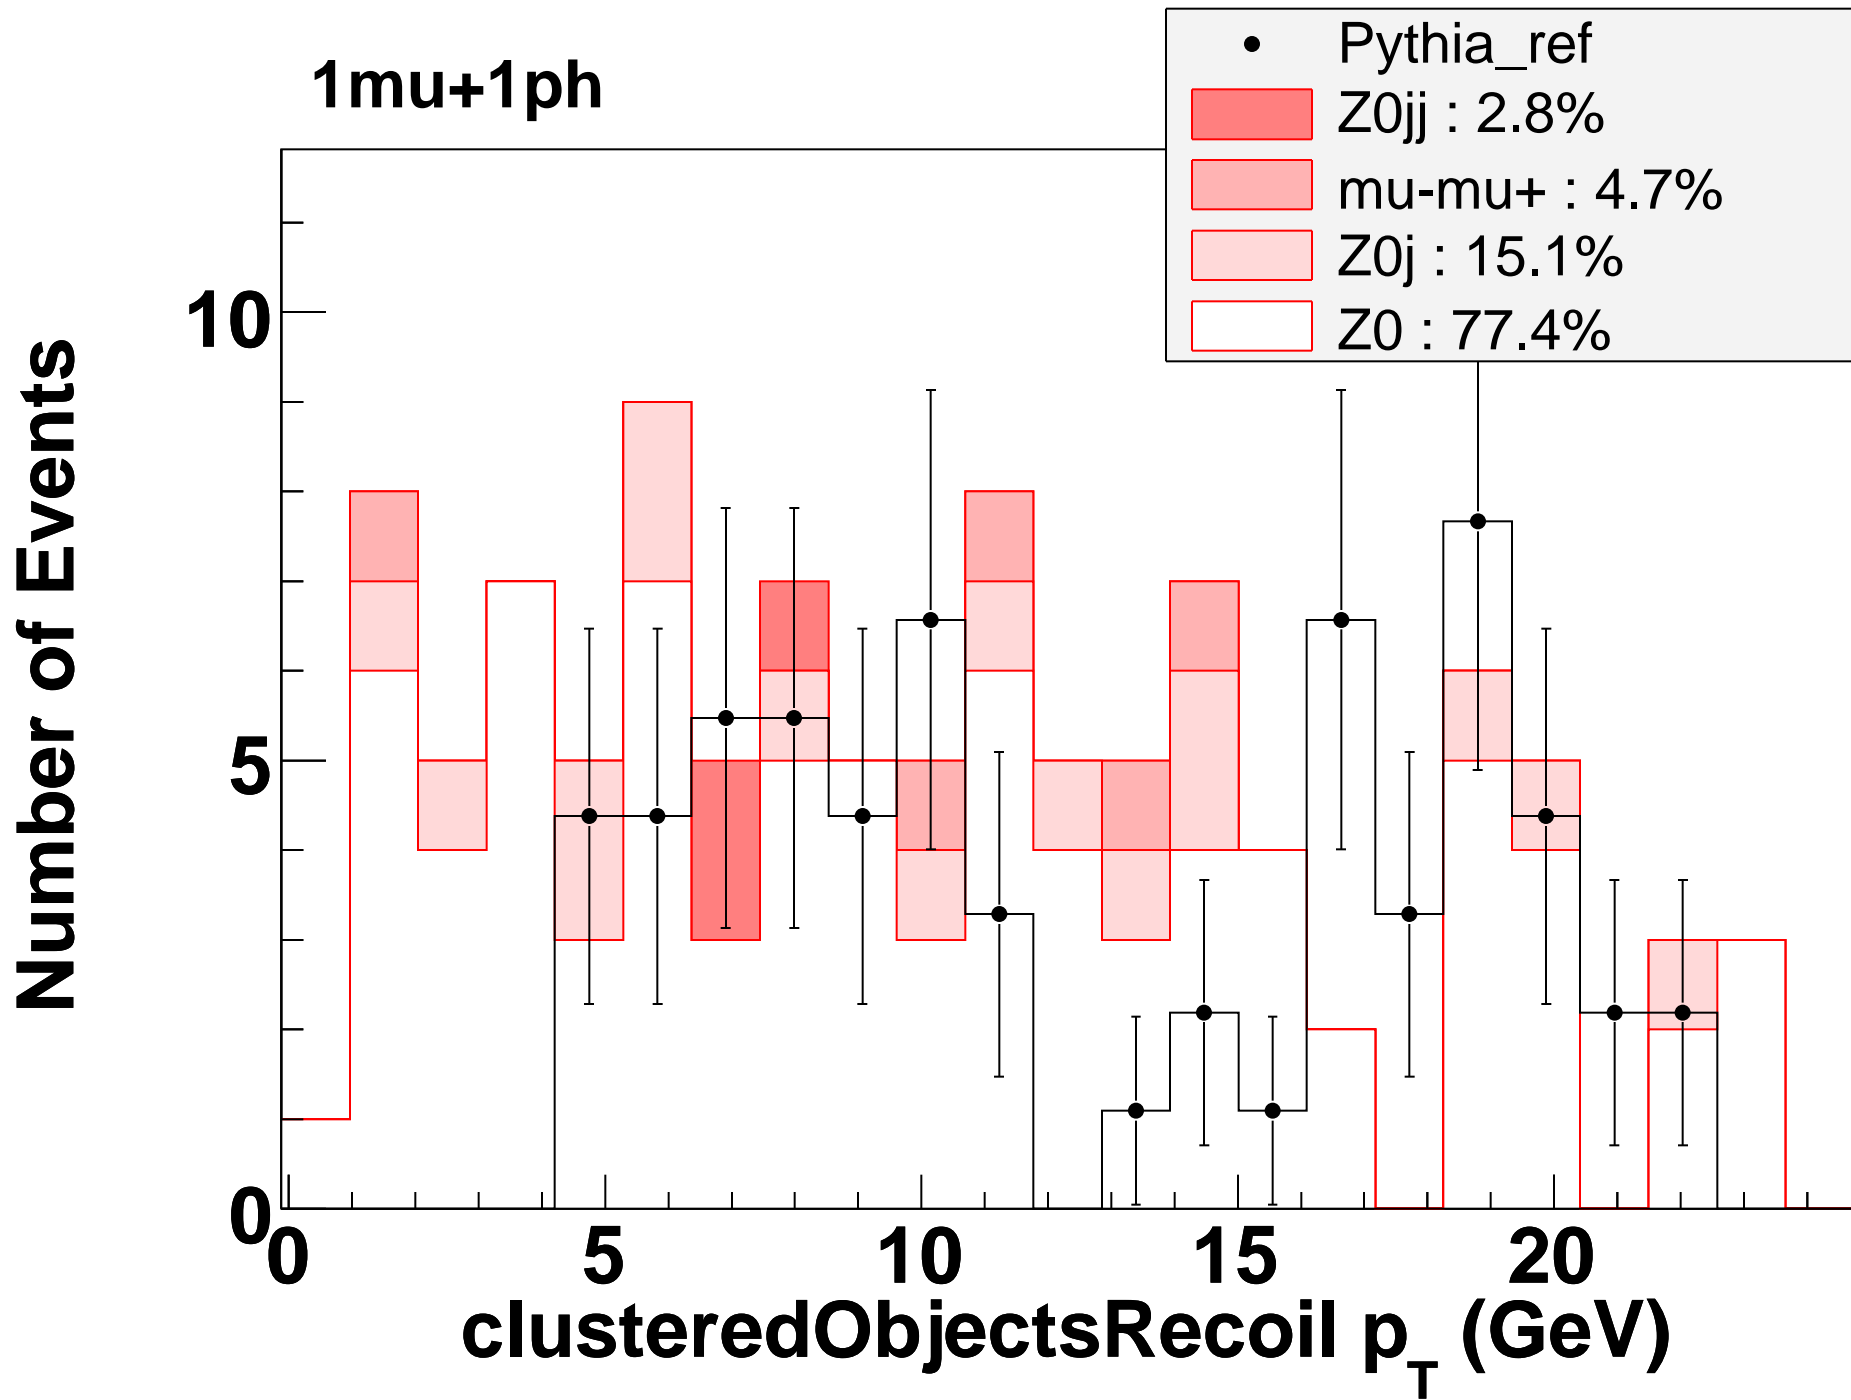 1mu+1ph
Pythia_ref
Z0jj : 2.8%
mu-mu+ : 4.7%
Z0j : 15.1%
Z0 : 77.4%
Number of Events
10
5
0
0 5 10 15 20
clusteredObjectsRecoil p_T (GeV)